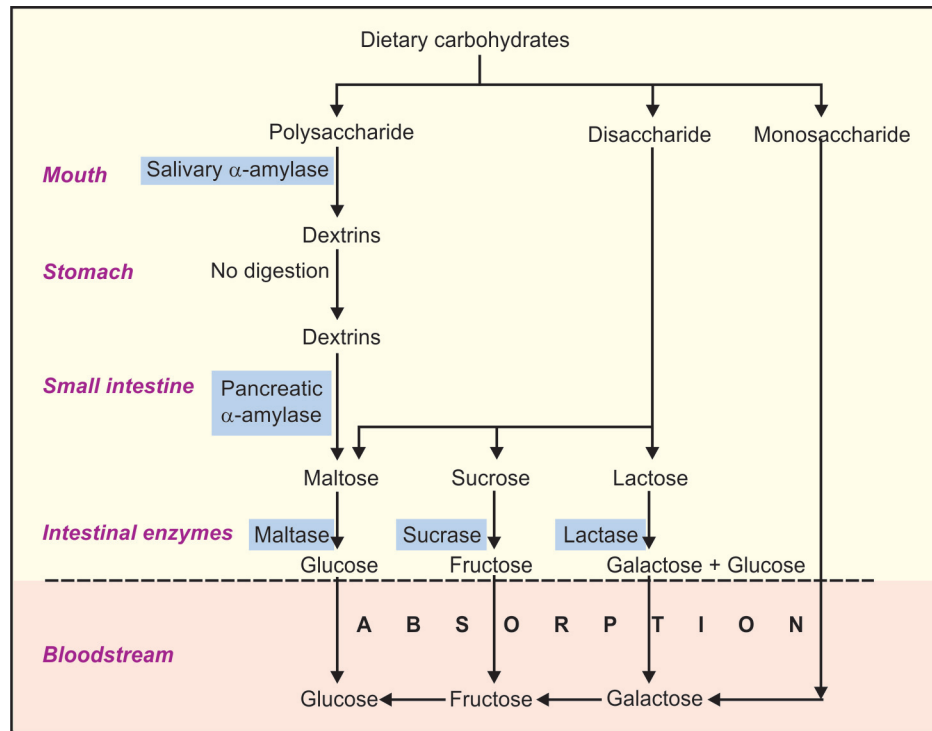 Dietary carbohydrates
Polysaccharide Disaccharide Monosaccharide
Mouth Salivary α-amylase
Dextrins
Stomach No digestion
Dextrins
Small intestine Pancreatic
α-amylase
Maltose Sucrose Lactose
Intestinal enzymes Maltase Sucrase Lactase
Glucose Fructose Galactose + Glucose
A B S O R P T I O N
Bloodstream
Glucose Fructose Galactose